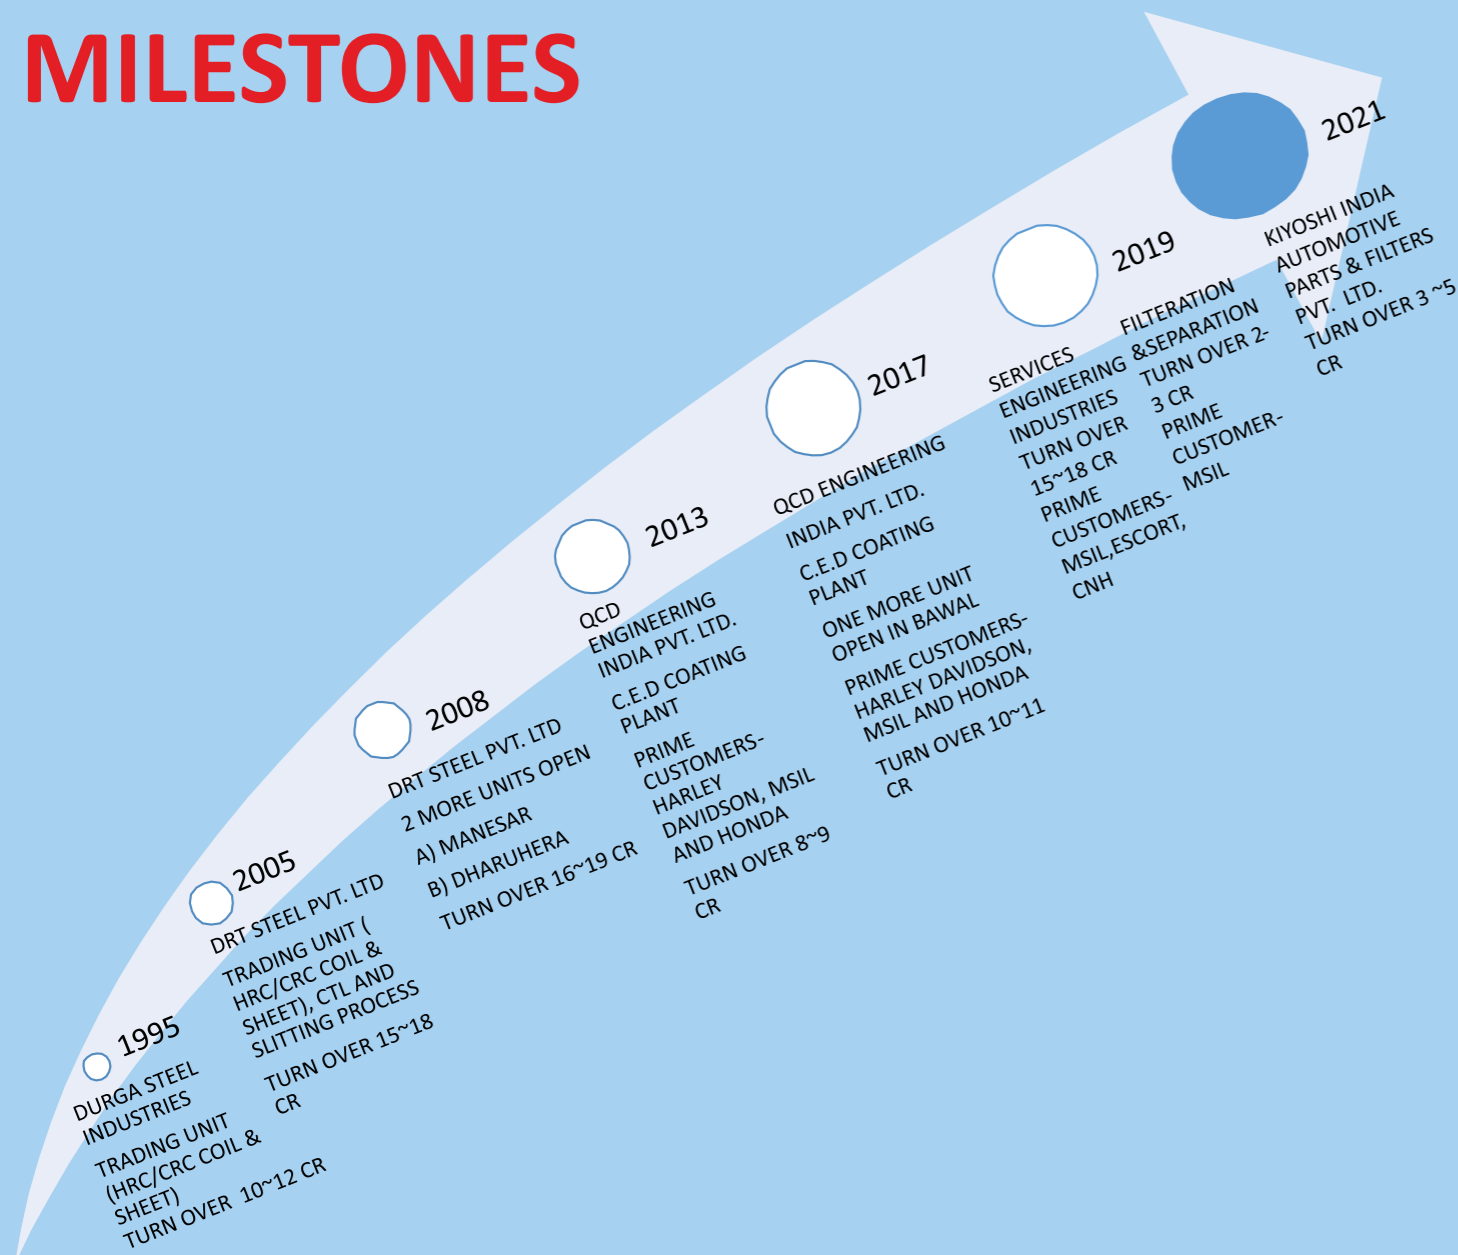 MILESTONES
1995
DURGA STEEL
INDUSTRIES
TRADING UNIT
(HRC/CRC COIL &
SHEET)
TURN OVER  10~12 CR
2005
DRT STEEL PVT. LTD
TRADING UNIT (
HRC/CRC COIL &
SHEET), CTL AND
SLITTING PROCESS
TURN OVER 15~18
CR
2008
DRT STEEL PVT. LTD
2 MORE UNITS OPEN
A) MANESAR
B) DHARUHERA
TURN OVER 16~19 CR
2013
QCD
ENGINEERING
INDIA PVT. LTD.
C.E.D COATING
PLANT
PRIME
CUSTOMERS-
HARLEY
DAVIDSON, MSIL
AND HONDA
TURN OVER 8~9
CR
2017
QCD ENGINEERING
INDIA PVT. LTD.
C.E.D COATING
PLANT
ONE MORE UNIT
OPEN IN BAWAL
PRIME CUSTOMERS-
HARLEY DAVIDSON,
MSIL AND HONDA
TURN OVER 10~11
CR
2019
SERVICES
ENGINEERING
INDUSTRIES
TURN OVER
15~18 CR
PRIME
CUSTOMERS-
MSIL,ESCORT,
CNH
FILTERATION
&SEPARATION
TURN OVER 2-
3 CR
PRIME
CUSTOMER-
MSIL
2021
KIYOSHI INDIA
AUTOMOTIVE
PARTS & FILTERS
PVT.  LTD.
TURN OVER 3 ~5
CR